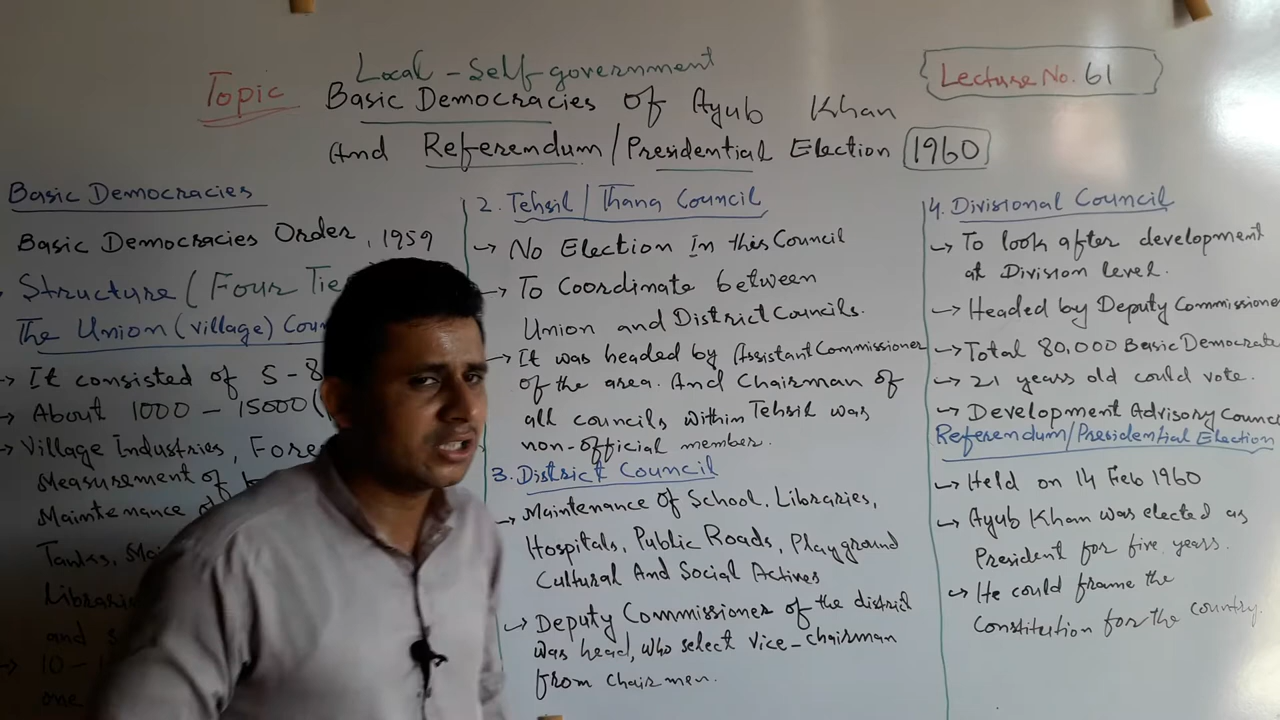 Local-Self-government
Topic Basic Democracies of Ayub Khan
And Referendum/Presidential Election 1960
Lecture No. 61
Basic Democracies
Basic Democracies Order, 1959
Structure (Four
The Union (Village)
→ It consisted of 5-8
→ About 1000 - 15000
→ Village Industries,
Measurement of
Maintenance of
Tanks,
and
→ 10 -
one
2. Tehsil/Thana Council
→ No Election In this Council
→ To Coordinate between
Union and District Councils.
→ It was headed by Assistant Commissioner
of the area. And Chairman of
all councils within Tehsil was
non-official member.
3. District Council
→ Maintenance of School, Libraries,
Hospitals, Public Roads, Playground
Cultural And Social Actives
→ Deputy Commissioner of the district
was head, who select vice-chairman
from chairmen.
4. Divisional Council
→ To look after development
at Division level.
→ Headed by Deputy Commissioner
→ Total 80,000 Basic Democrate
→ 21 years old could vote.
→ Development Advisory Counc
Referendum/Presidential Election
→ Held on 14 Feb 1960
→ Ayub Khan was elected as
President for five years.
→ He could frame the
Constitution for the country.